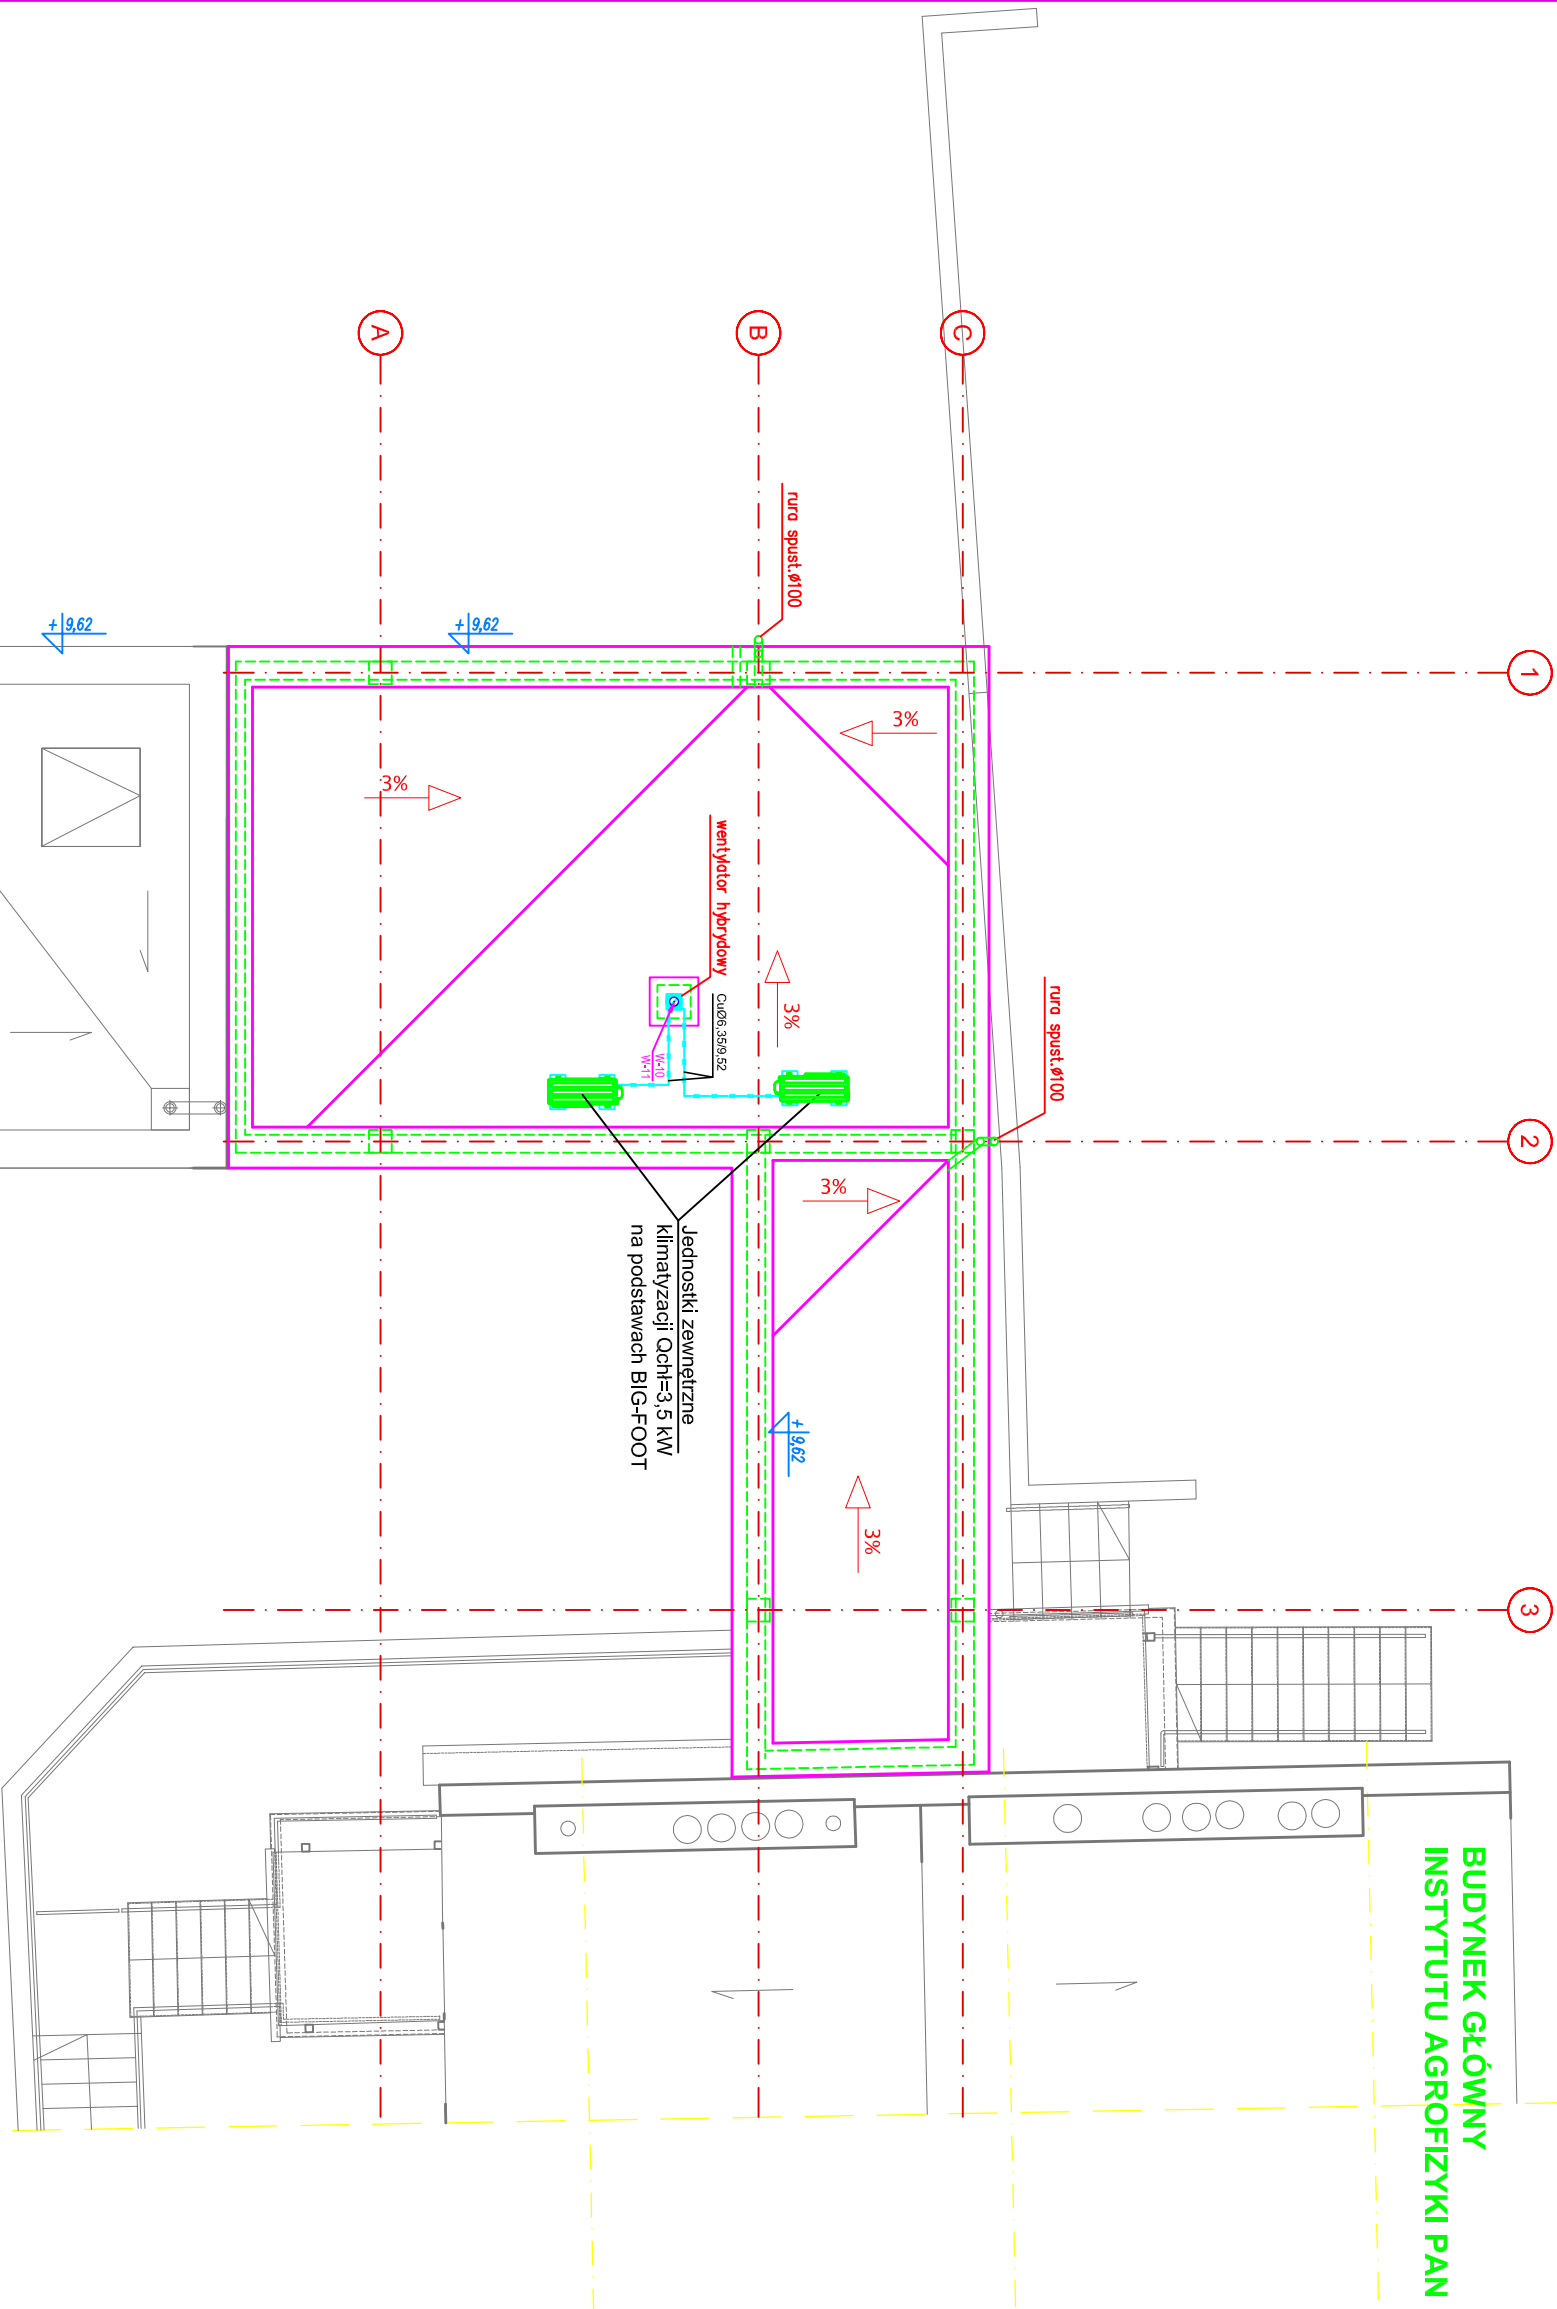 BUDYNEK GŁÓWNY
INSTYTUTU AGROFIZYKI PAN
1
2
3
A
B
C
rura spust.ø100
rura spust.ø100
+9,62
+9,62
+9,62
3%
3%
3%
3%
3%
wentylator hybrydowy
CuØ6,35/9,52
W-10
W-11
Jednostki zewnętrzne
klimatyzacji Qchł=3,5 kW
na podstawach BIG-FOOT